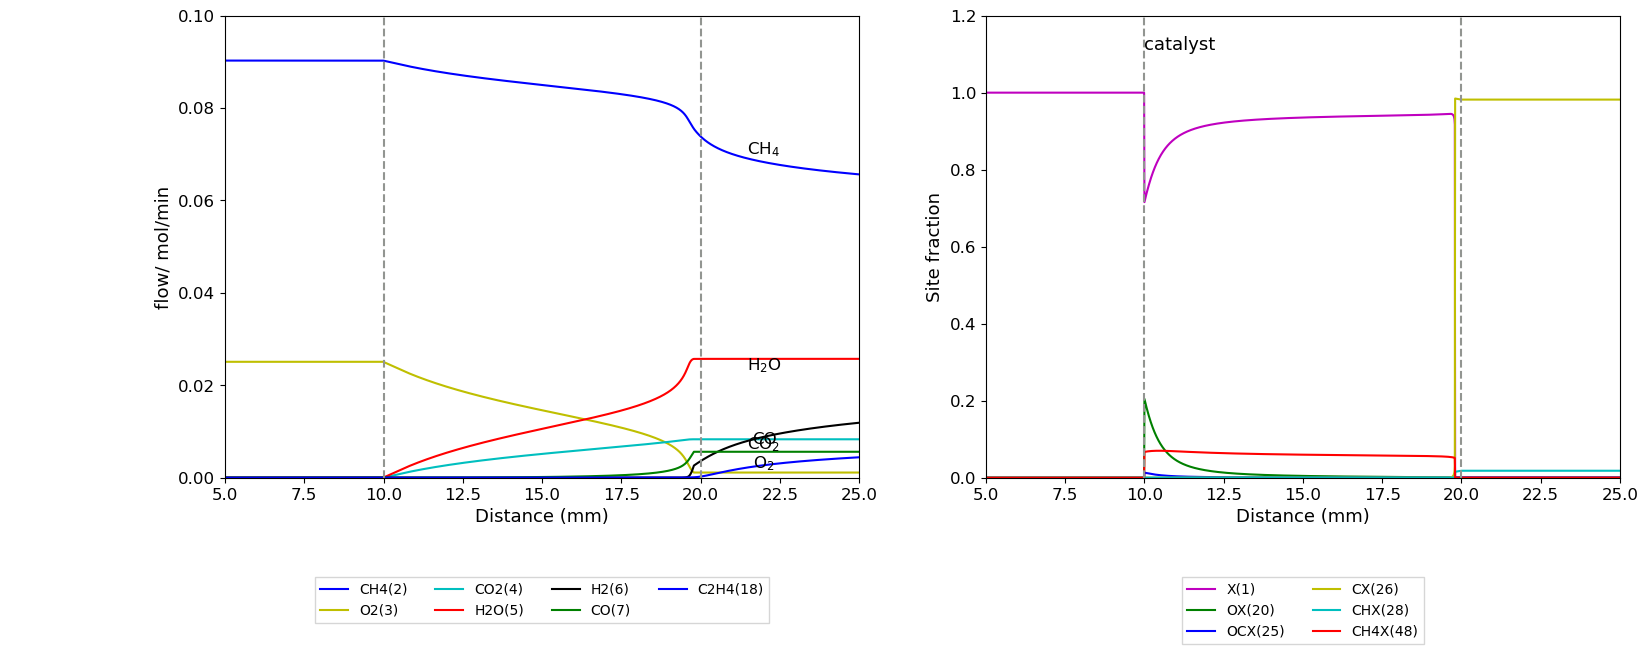 0.10
0.08
0.06
0.04
0.02
0.00
flow/ mol/min
CH₄
H₂O
CO
CO₂
O₂
5.0 7.5 10.0 12.5 15.0 17.5 20.0 22.5 25.0
Distance (mm)
CH4(2) CO2(4) H2(6) C2H4(18)
O2(3) H2O(5) CO(7)
1.2
1.0
0.8
0.6
0.4
0.2
0.0
Site fraction
catalyst
5.0 7.5 10.0 12.5 15.0 17.5 20.0 22.5 25.0
Distance (mm)
X(1) CX(26)
OX(20) CHX(28)
OCX(25) CH4X(48)